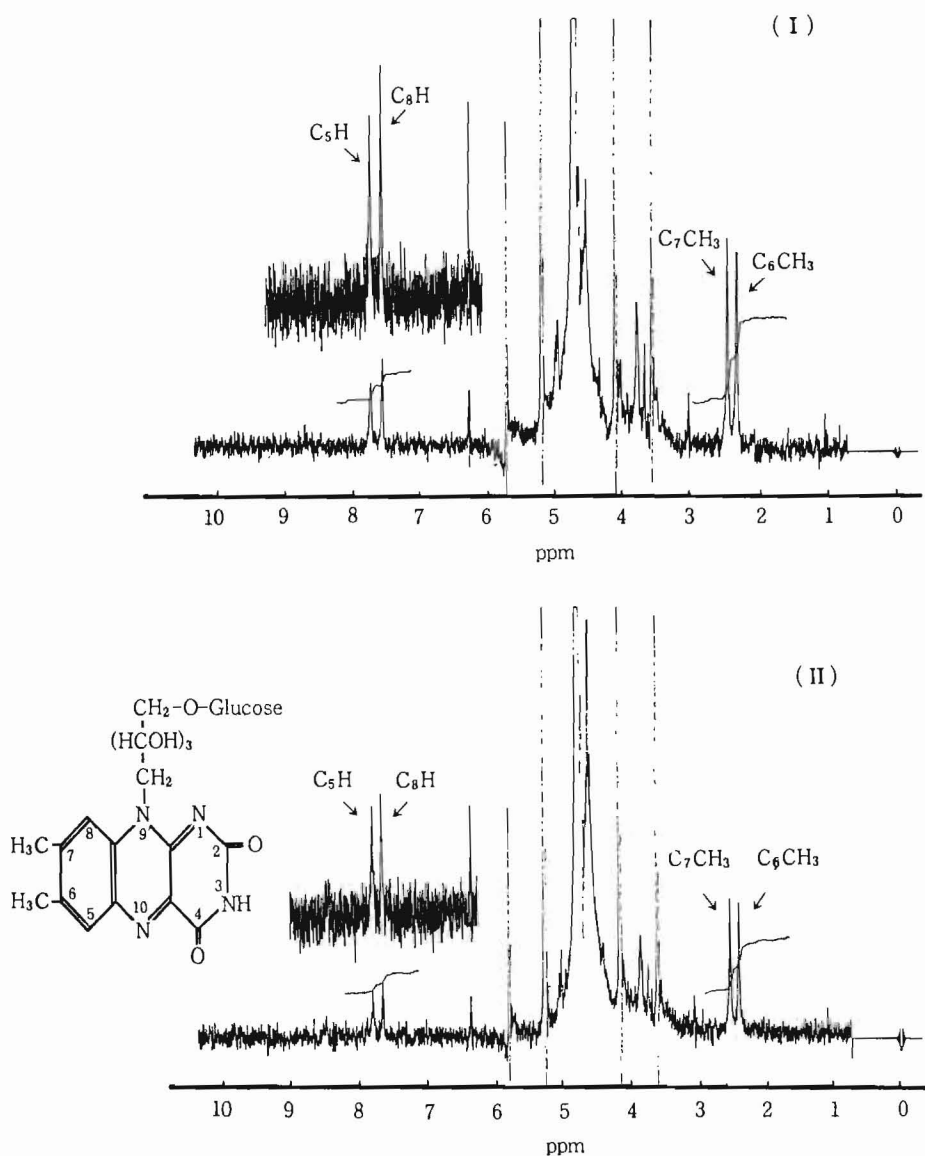 (I)
C₈H
C₅H
C₇CH₃
C₆CH₃
10 9 8 7 6 5 4 3 2 1 0
ppm
(II)
CH₂-O-Glucose
(HCOH)₃
CH₂
C₅H
C₈H
C₇CH₃
C₆CH₃
8 N N
9 1
H₃C 7 2 O
H₃C 6 3 NH
5 10 4
N
O
10 9 8 7 6 5 4 3 2 1 0
ppm